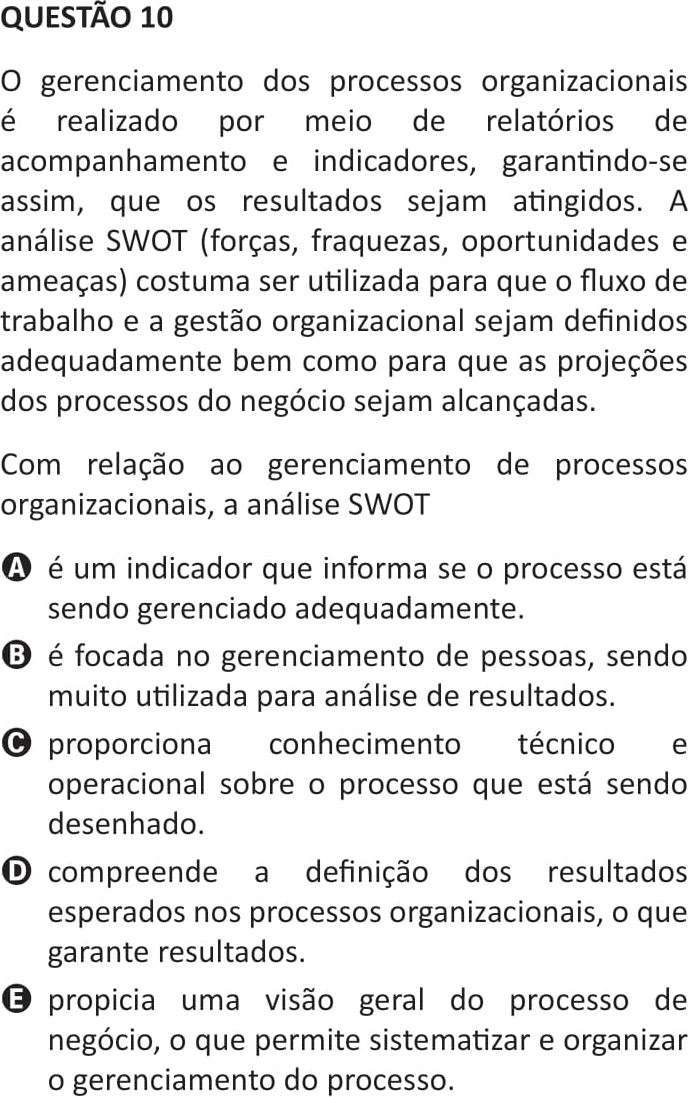 QUESTÃO 10
O gerenciamento dos processos organizacionais
é realizado por meio de relatórios de
acompanhamento e indicadores, garantindo-se
assim, que os resultados sejam atingidos. A
análise SWOT (forças, fraquezas, oportunidades e
ameaças) costuma ser utilizada para que o fluxo de
trabalho e a gestão organizacional sejam definidos
adequadamente bem como para que as projeções
dos processos do negócio sejam alcançadas.
Com relação ao gerenciamento de processos
organizacionais, a análise SWOT
A é um indicador que informa se o processo está
sendo gerenciado adequadamente.
B é focada no gerenciamento de pessoas, sendo
muito utilizada para análise de resultados.
C proporciona conhecimento técnico e
operacional sobre o processo que está sendo
desenhado.
D compreende a definição dos resultados
esperados nos processos organizacionais, o que
garante resultados.
E propicia uma visão geral do processo de
negócio, o que permite sistematizar e organizar
o gerenciamento do processo.